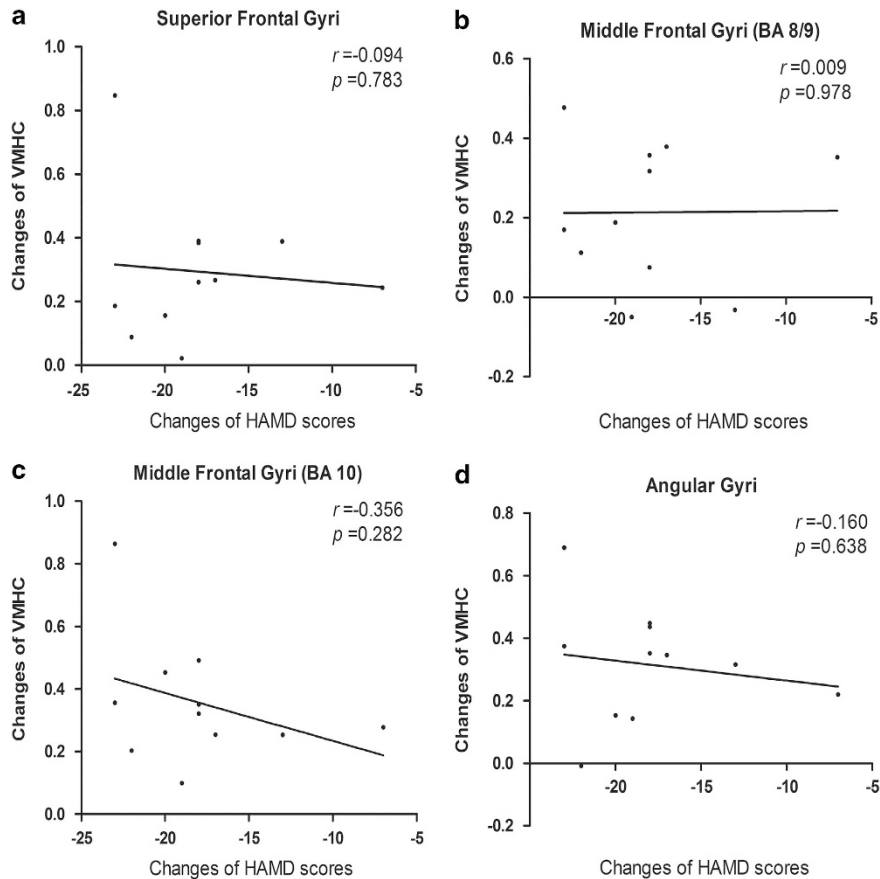 a
Superior Frontal Gyri
r=-0.094
p =0.783
Changes of VMHC
1.0
0.8
0.6
0.4
0.2
0.0
-25 -20 -15 -10 -5
Changes of HAMD scores
b
Middle Frontal Gyri (BA 8/9)
r=0.009
p =0.978
Changes of VMHC
0.6
0.4
0.2
0.0
-0.2
-20 -15 -10 -5
Changes of HAMD scores
c
Middle Frontal Gyri (BA 10)
r=-0.356
p =0.282
Changes of VMHC
1.0
0.8
0.6
0.4
0.2
0.0
-25 -20 -15 -10 -5
Changes of HAMD scores
d
Angular Gyri
r=-0.160
p =0.638
Changes of VMHC
0.8
0.6
0.4
0.2
0.0
-0.2
-20 -15 -10 -5
Changes of HAMD scores